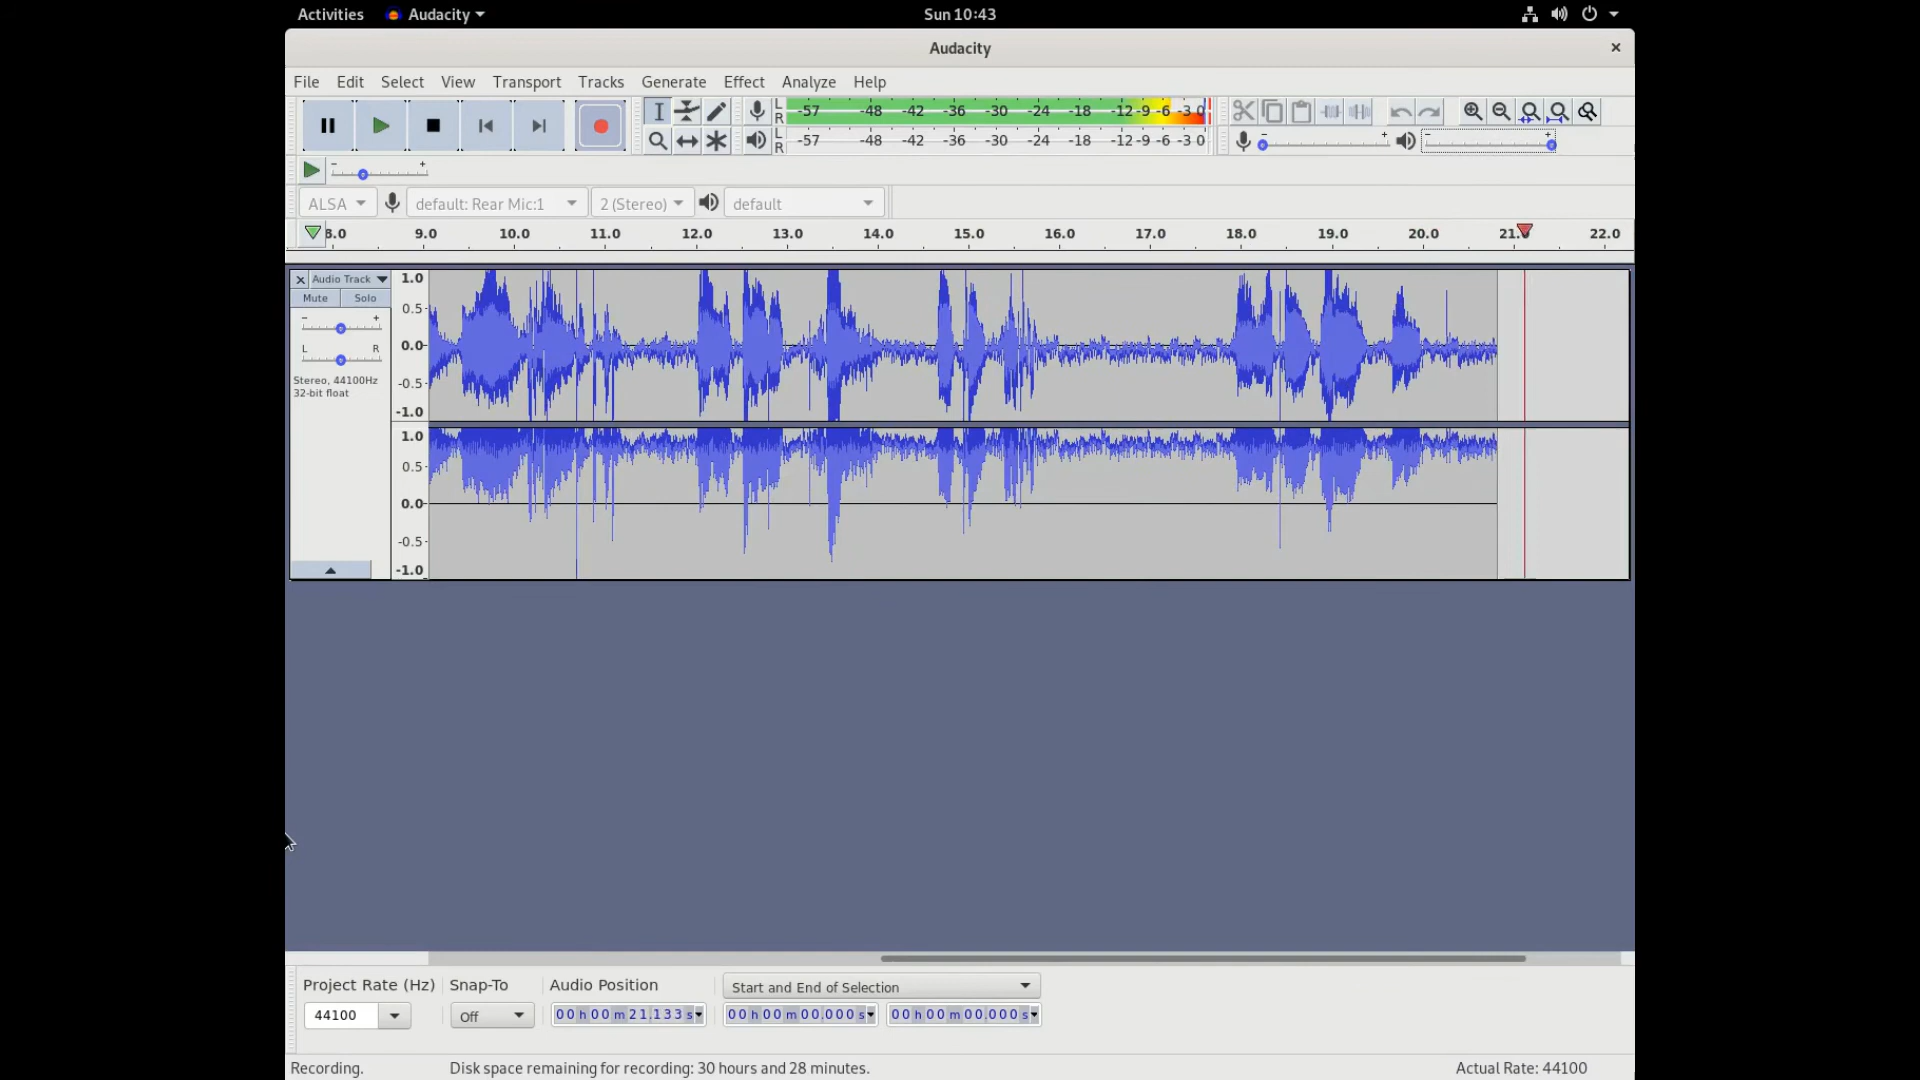 Activities Audacity Sun 10:43
Audacity
File Edit Select View Transport Tracks Generate Effect Analyze Help
L R -57 -48 -42 -36 -30 -24 -18 -12 -9 -6 -3 0
L R -57 -48 -42 -36 -30 -24 -18 -12 -9 -6 -3 0
ALSA default: Rear Mic:1 2 (Stereo) default
8.0 9.0 10.0 11.0 12.0 13.0 14.0 15.0 16.0 17.0 18.0 19.0 20.0 21.0 22.0
Audio Track 1.0
Mute Solo
0.5
0.0
L R
Stereo, 44100Hz
-0.5
32-bit float
-1.0
1.0
0.5
0.0
-0.5
-1.0
Project Rate (Hz) Snap-To Audio Position Start and End of Selection
44100 Off 00 h 00 m 21.133 s 00 h 00 m 00.000 s 00 h 00 m 00.000 s
Recording. Disk space remaining for recording: 30 hours and 28 minutes. Actual Rate: 44100